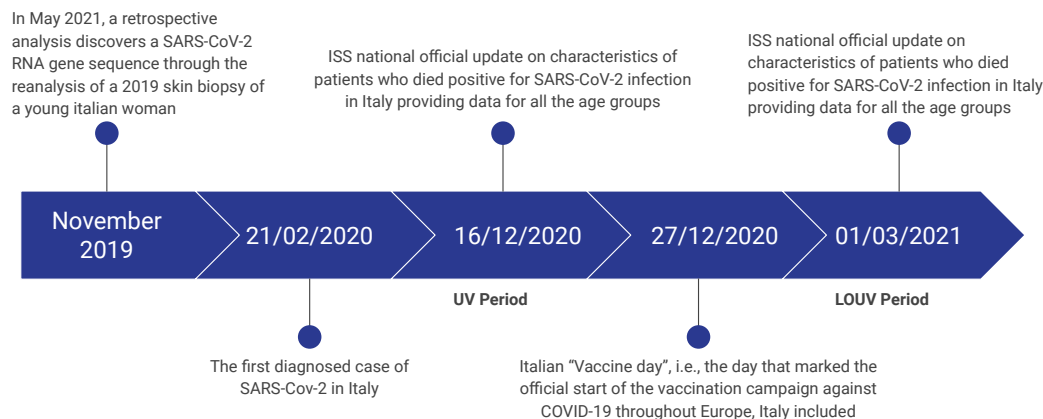 In May 2021, a retrospective
analysis discovers a SARS-CoV-2
RNA gene sequence through the
reanalysis of a 2019 skin biopsy of
a young italian woman
ISS national official update on characteristics of
patients who died positive for SARS-CoV-2 infection
in Italy providing data for all the age groups
ISS national official update on
characteristics of patients who died
positive for SARS-CoV-2 infection in Italy
providing data for all the age groups
November
2019
21/02/2020
16/12/2020
27/12/2020
01/03/2021
UV Period
LOUV Period
The first diagnosed case of
SARS-Cov-2 in Italy
Italian “Vaccine day”, i.e., the day that marked the
official start of the vaccination campaign against
COVID-19 throughout Europe, Italy included